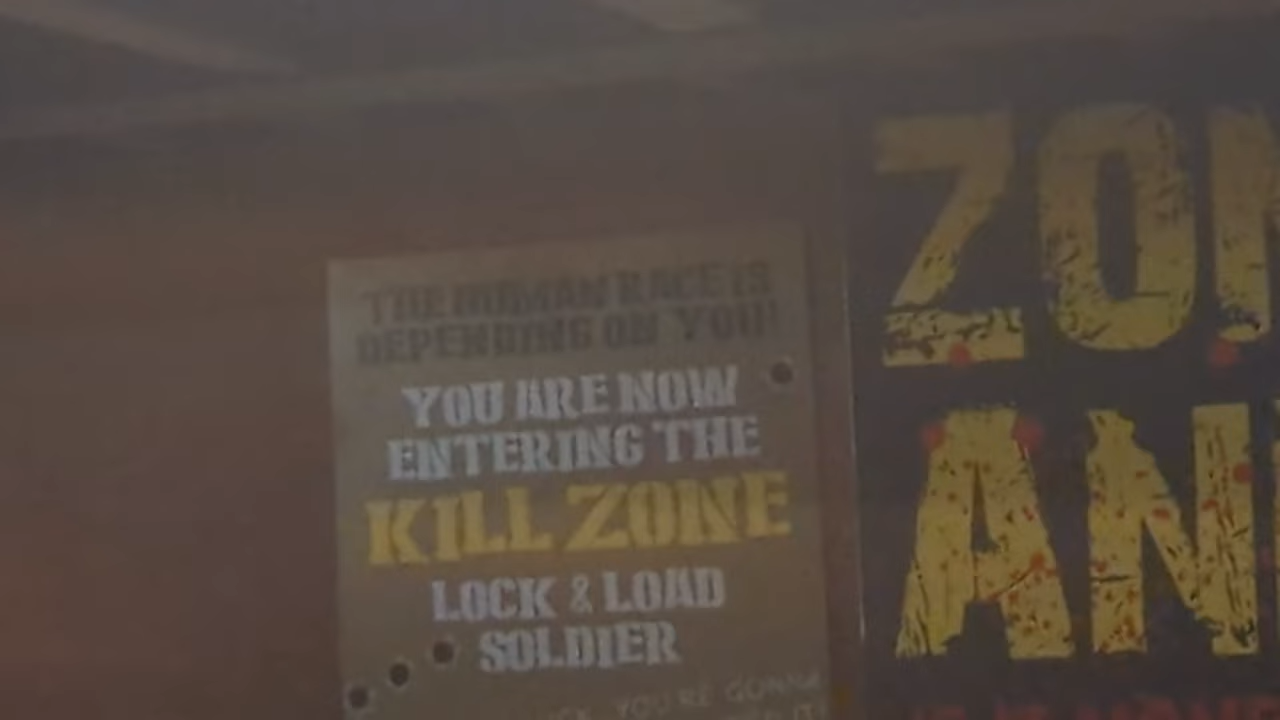 THE HUMAN RACE IS
DEPENDING ON YOU!
YOU ARE NOW
ENTERING THE
KILL ZONE
LOCK & LOAD
SOLDIER
YOU'RE GONNA
ZO
AN